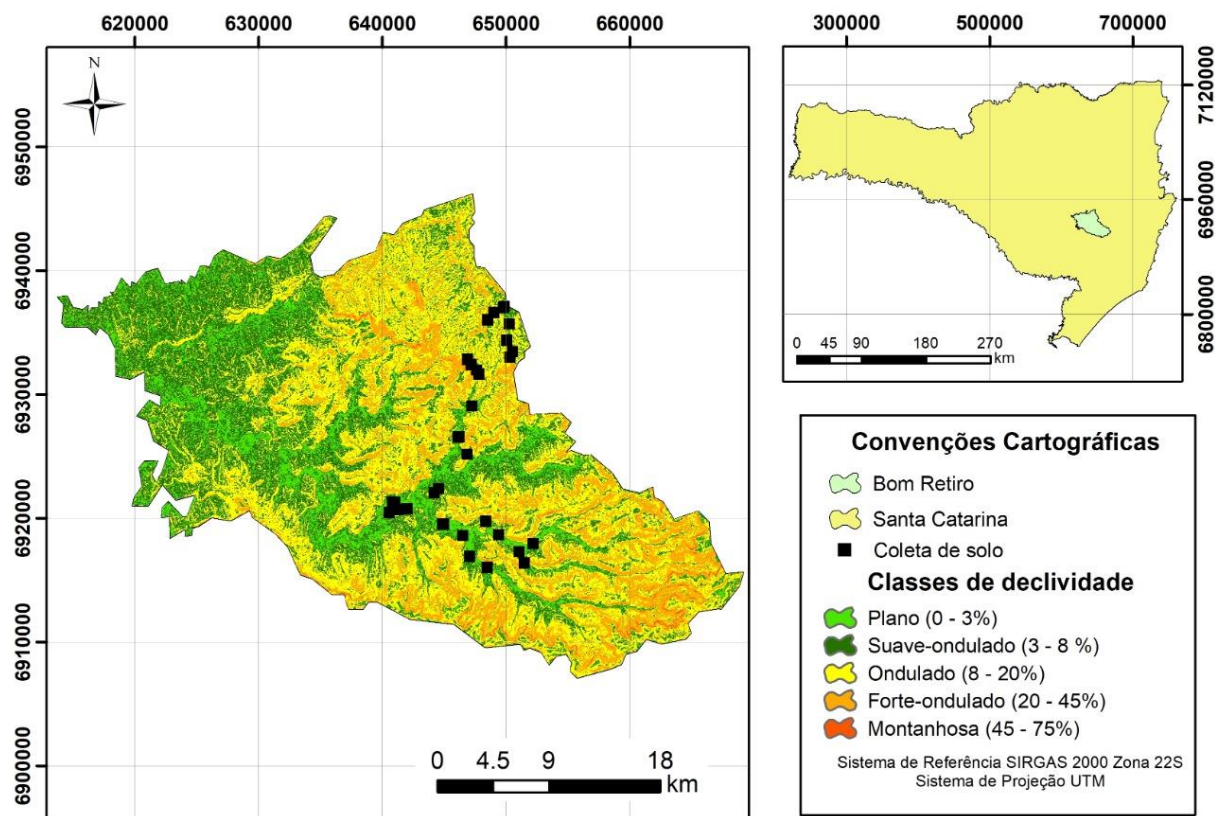 620000 630000 640000 650000 660000
N
6950000
6940000
6930000
6920000
6910000
6900000
0 4.5 9 18
km
300000 500000 700000
7120000
6960000
6800000
0 45 90 180 270
km
Convenções Cartográficas
Bom Retiro
Santa Catarina
Coleta de solo
Classes de declividade
Plano (0 - 3%)
Suave-ondulado (3 - 8 %)
Ondulado (8 - 20%)
Forte-ondulado (20 - 45%)
Montanhosa (45 - 75%)
Sistema de Referência SIRGAS 2000 Zona 22S
Sistema de Projeção UTM